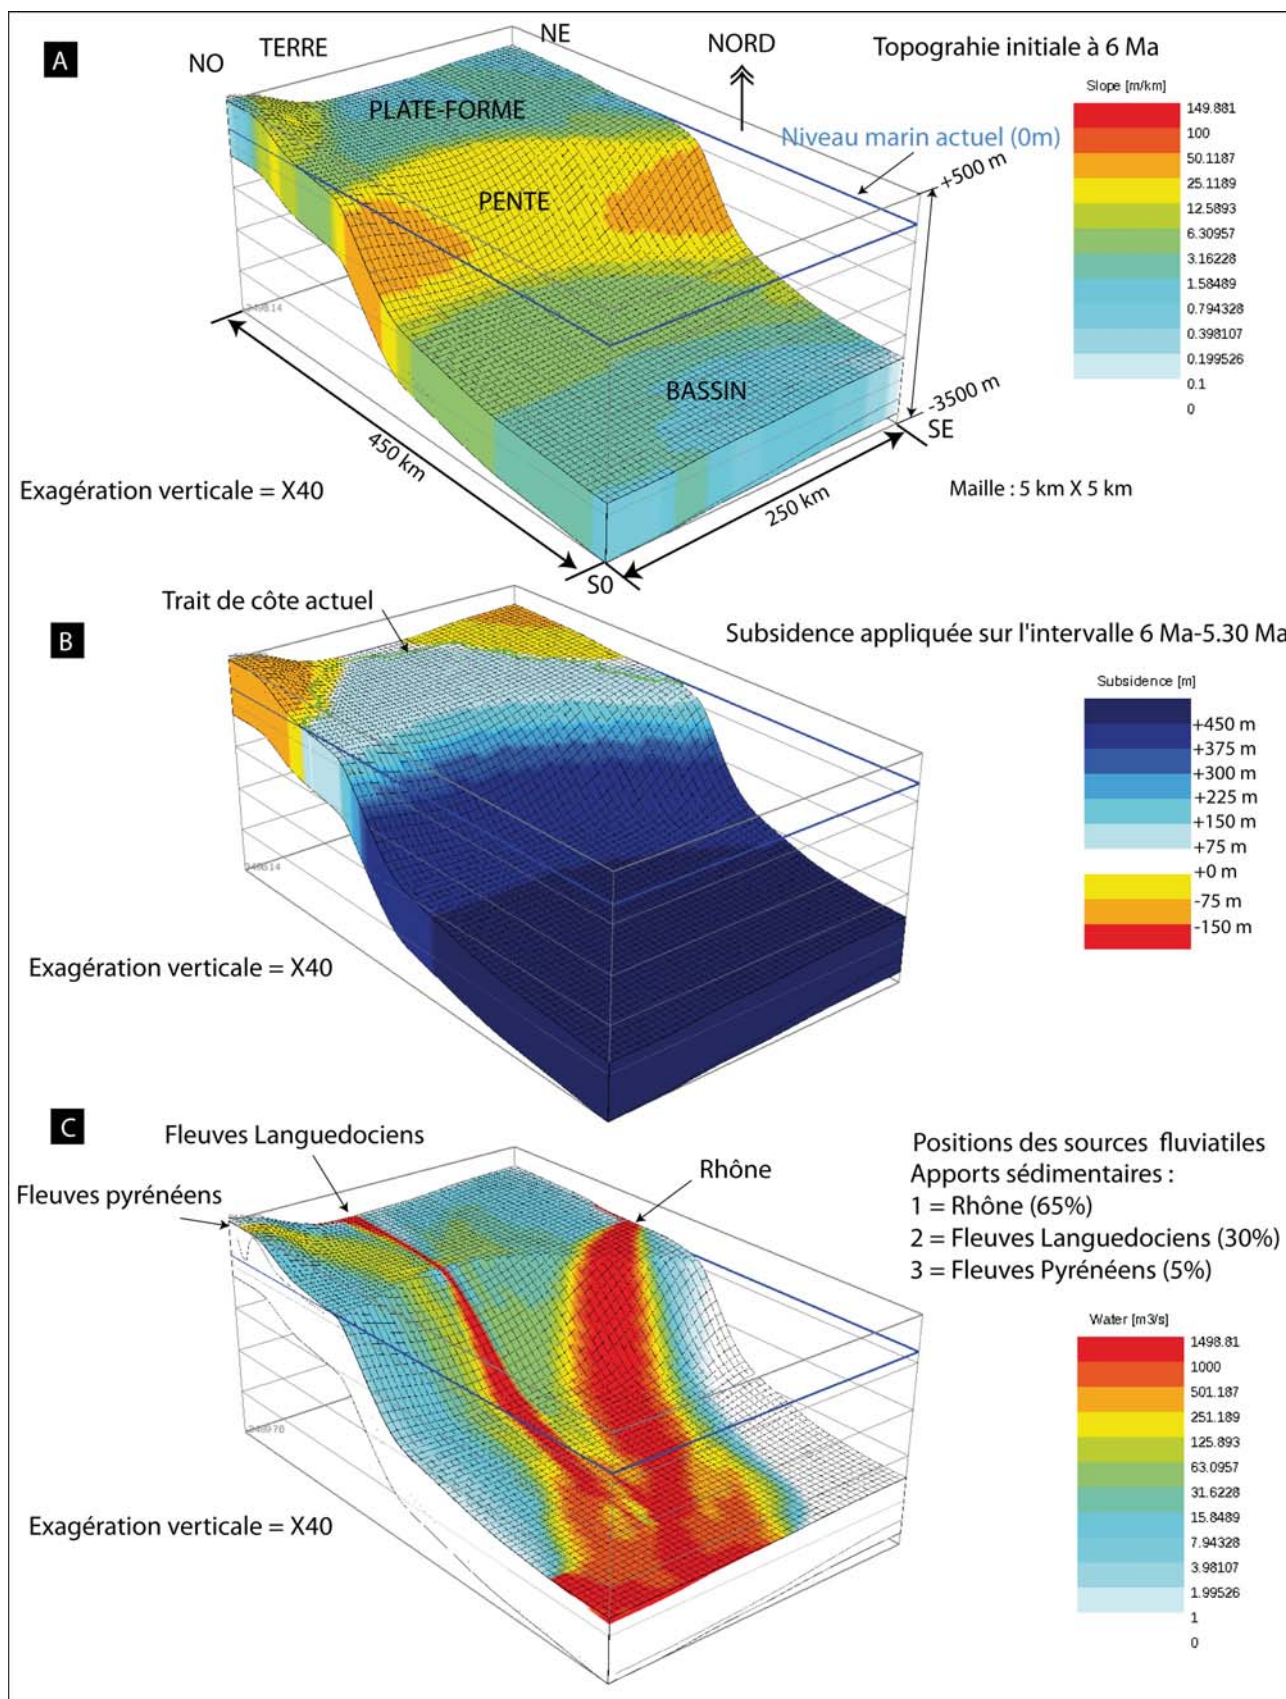 A
NO
TERRE
NE
NORD
Topograhie initiale à 6 Ma
PLATE-FORME
PENTE
BASSIN
Niveau marin actuel (0m)
+500 m
-3500 m
Slope [m/km]
149.881
100
50.1187
25.1189
12.5893
6.30957
3.16228
1.58489
0.794328
0.398107
0.199526
0.1
0
450 km
250 km
S0
SE
Exagération verticale = X40
Maille : 5 km X 5 km
B
Trait de côte actuel
Subsidence appliquée sur l'intervalle 6 Ma-5.30 Ma
Subsidence [m]
+450 m
+375 m
+300 m
+225 m
+150 m
+75 m
+0 m
-75 m
-150 m
Exagération verticale = X40
C
Fleuves Languedociens
Fleuves pyrénéens
Rhône
Positions des sources fluviatiles
Apports sédimentaires :
1 = Rhône (65%)
2 = Fleuves Languedociens (30%)
3 = Fleuves Pyrénéens (5%)
Water [m3/s]
1498.81
1000
501.187
251.189
125.893
63.0957
31.6228
15.8489
7.94328
3.98107
1.99526
1
0
Exagération verticale = X40